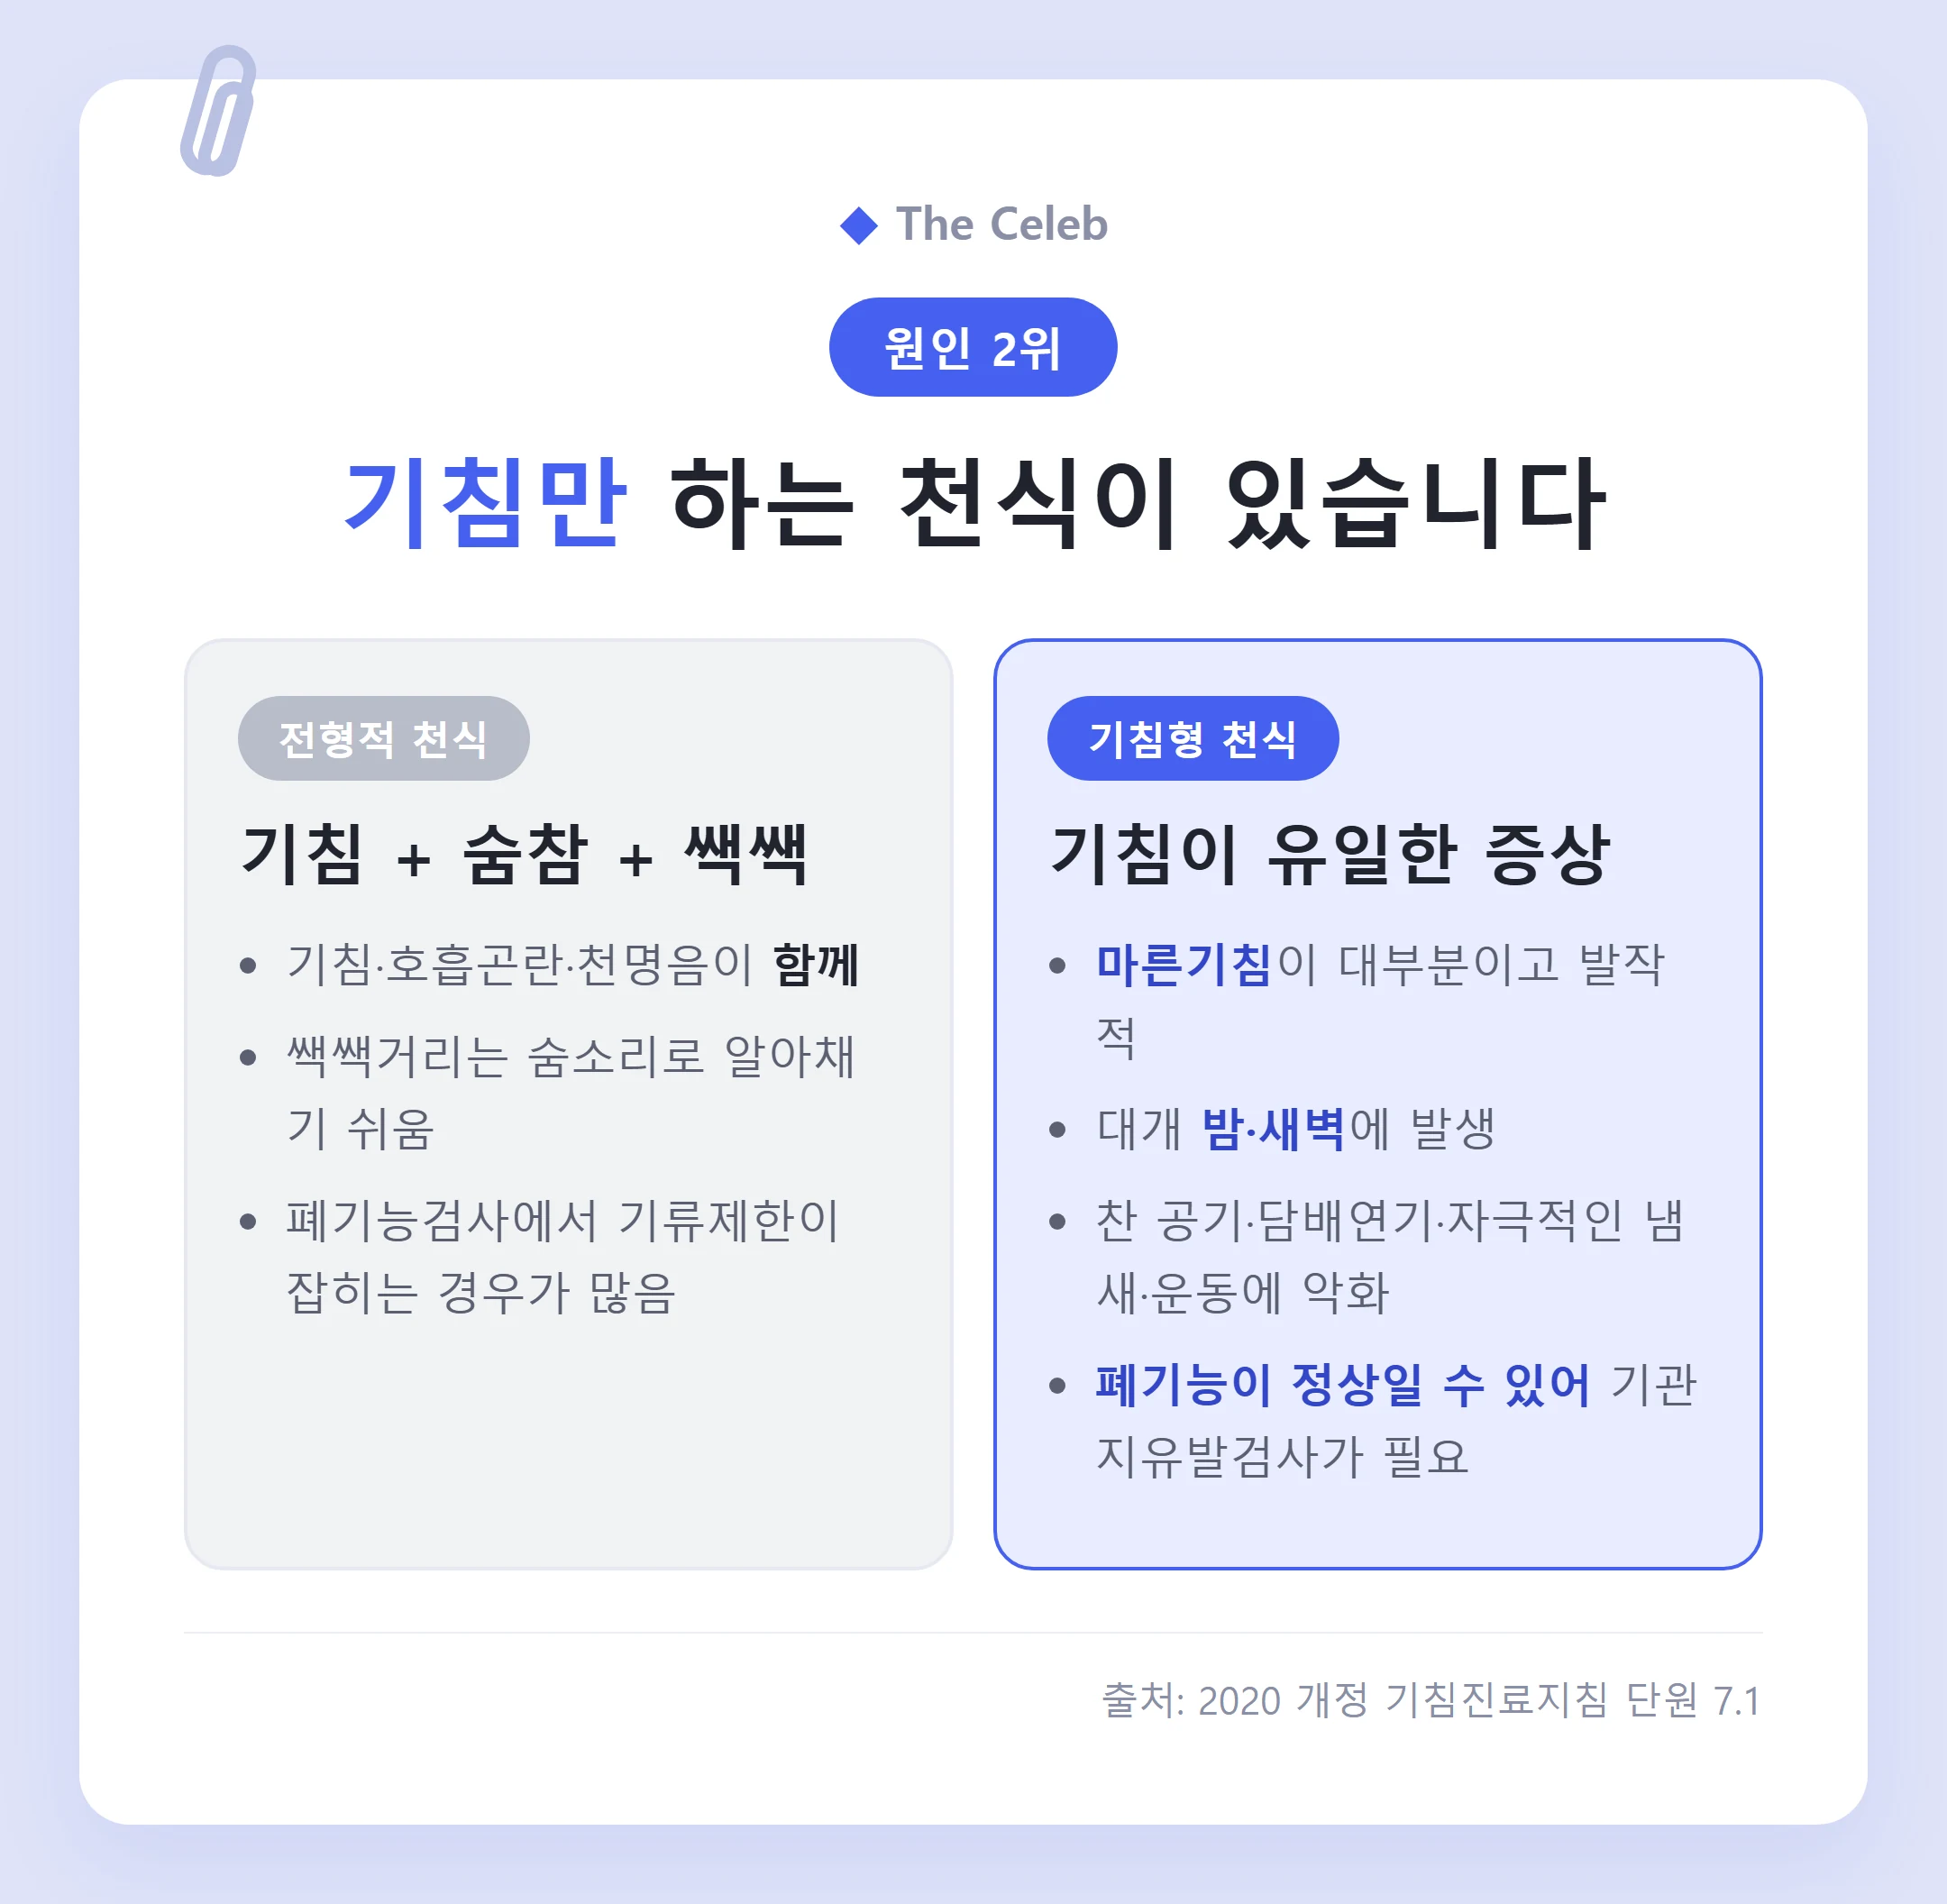 The Celeb
원인 2위
기침만 하는 천식이 있습니다
전형적 천식
기침 + 숨참 + 쌕쌕
기침·호흡곤란·천명음이 함께
쌕쌕거리는 숨소리로 알아채
기 쉬움
폐기능검사에서 기류제한이
잡히는 경우가 많음
기침형 천식
기침이 유일한 증상
마른기침이 대부분이고 발작
적
대개 밤·새벽에 발생
찬 공기·담배연기·자극적인 냄
새·운동에 악화
폐기능이 정상일 수 있어 기관
지유발검사가 필요
출처: 2020 개정 기침진료지침 단원 7.1